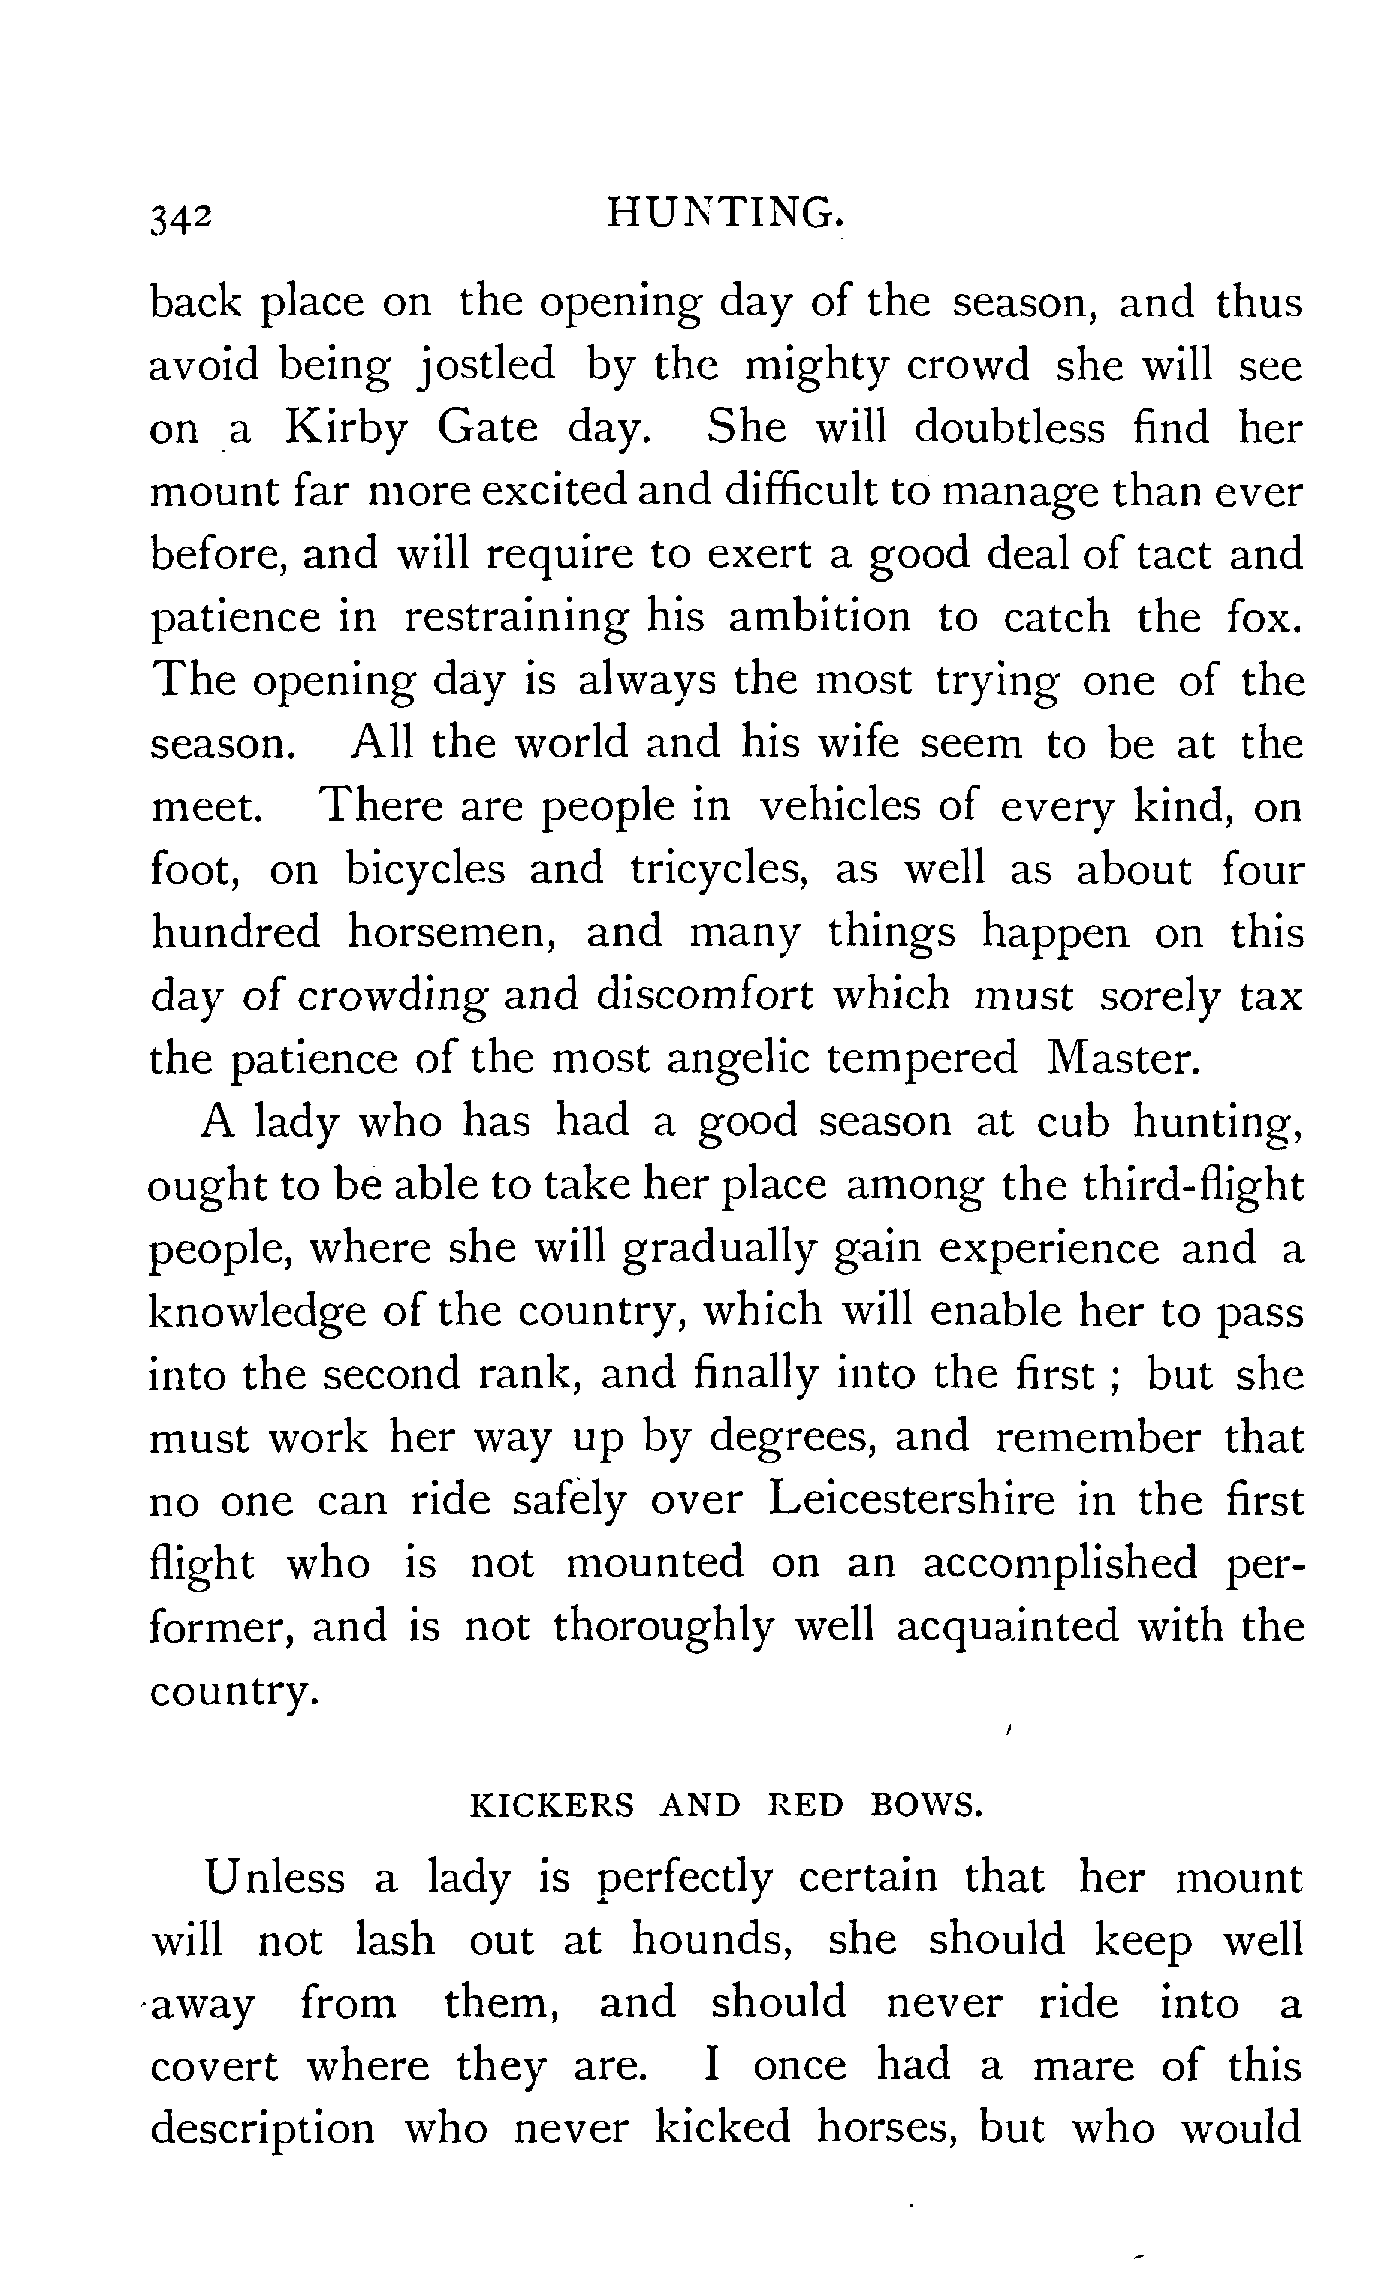 342 HUNTING.
back place on the opening day of the season, and thus
avoid being jostled by the mighty crowd she will see
on a Kirby Gate day. She will doubtless find her
mount far more excited and difficult to manage than ever
before, and will require to exert a good deal of tact and
patience in restraining his ambition to catch the fox.
The opening day is always the most trying one of the
season. All the world and his wife seem to be at the
meet. There are people in vehicles of every kind, on
foot, on bicycles and tricycles, as well as about four
hundred horsemen, and many things happen on this
day of crowding and discomfort which must sorely tax
the patience of the most angelic tempered Master.
A lady who has had a good season at cub hunting,
ought to be able to take her place among the third-flight
people, where she will gradually gain experience and a
knowledge of the country, which will enable her to pass
into the second rank, and finally into the first ; but she
must work her way up by degrees, and remember that
no one can ride safely over Leicestershire in the first
flight who is not mounted on an accomplished per-
former, and is not thoroughly well acquainted with the
country.
KICKERS AND RED BOWS.
Unless a lady is perfectly certain that her mount
will not lash out at hounds, she should keep well
away from them, and should never ride into a
covert where they are. I once had a mare of this
description who never kicked horses, but who would